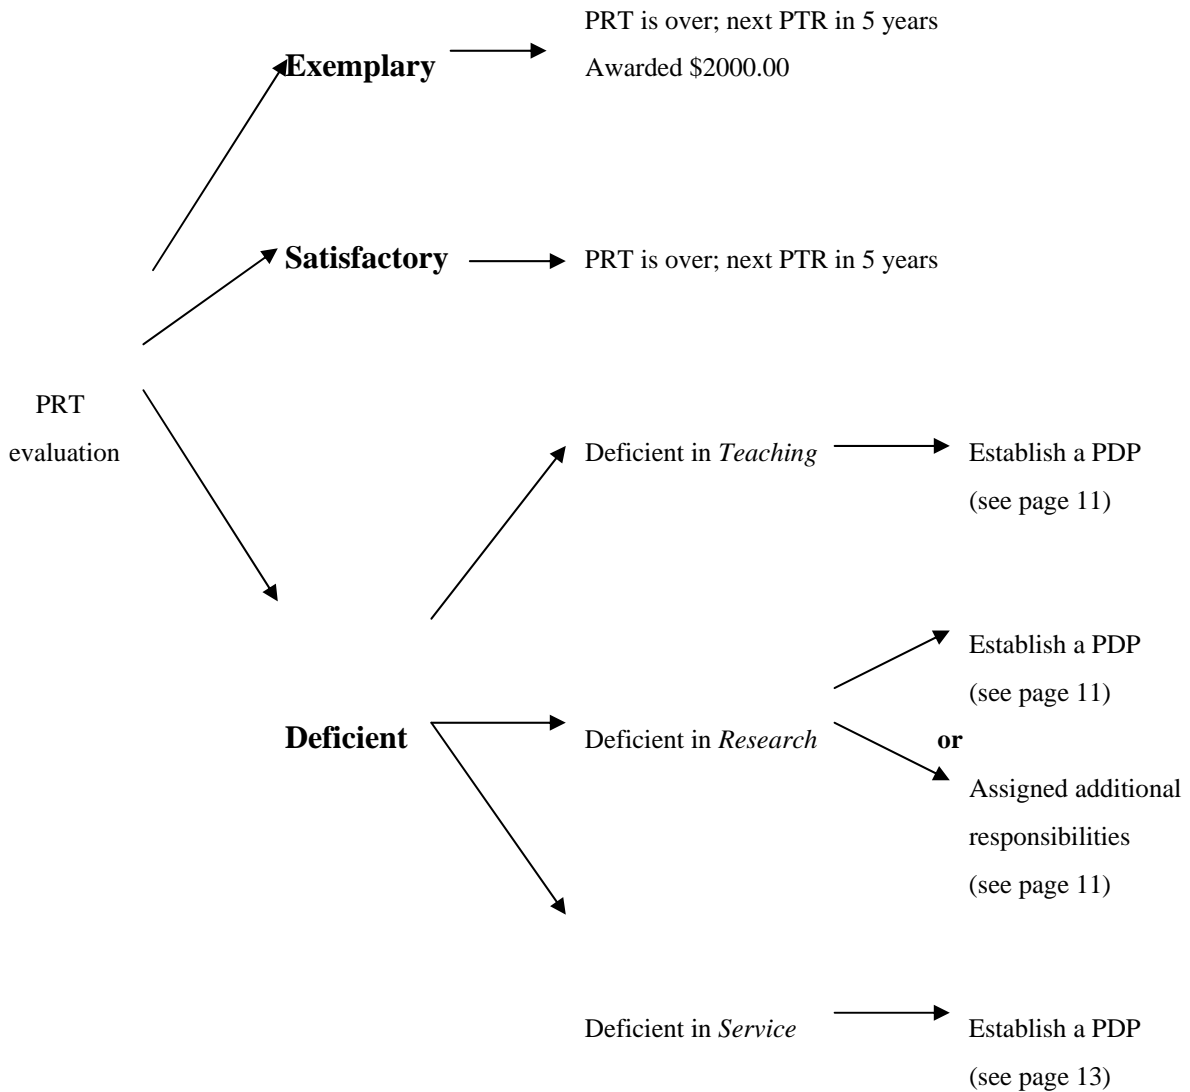 PRT is over; next PTR in 5 years
Exemplary
Awarded $2000.00
Satisfactory
PRT is over; next PTR in 5 years
PRT
evaluation
Deficient in Teaching
Establish a PDP
(see page 11)
Deficient
Deficient in Research
Establish a PDP
(see page 11)
or
Assigned additional
responsibilities
(see page 11)
Deficient in Service
Establish a PDP
(see page 13)